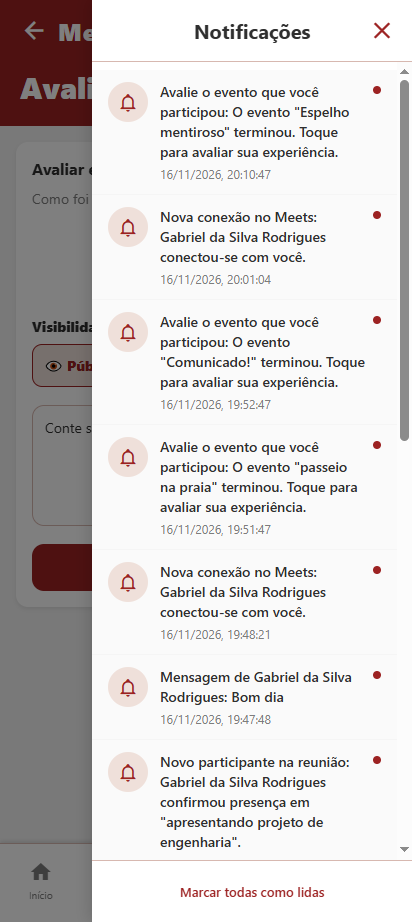 Me
Notificações
Avali
Avalie o evento que você
participou: O evento "Espelho
mentiroso" terminou. Toque
para avaliar sua experiência.
16/11/2026, 20:10:47
Avaliar e
Como foi
Nova conexão no Meets:
Gabriel da Silva Rodrigues
conectou-se com você.
16/11/2026, 20:01:04
Visibilida
Púb
Avalie o evento que você
participou: O evento
"Comunicado!" terminou. Toque
para avaliar sua experiência.
16/11/2026, 19:52:47
Conte s
Avalie o evento que você
participou: O evento "passeio
na praia" terminou. Toque para
avaliar sua experiência.
16/11/2026, 19:51:47
Nova conexão no Meets:
Gabriel da Silva Rodrigues
conectou-se com você.
16/11/2026, 19:48:21
Mensagem de Gabriel da Silva
Rodrigues: Bom dia
16/11/2026, 19:47:48
Novo participante na reunião:
Gabriel da Silva Rodrigues
confirmou presença em
"apresentando projeto de
engenharia".
Início
Marcar todas como lidas